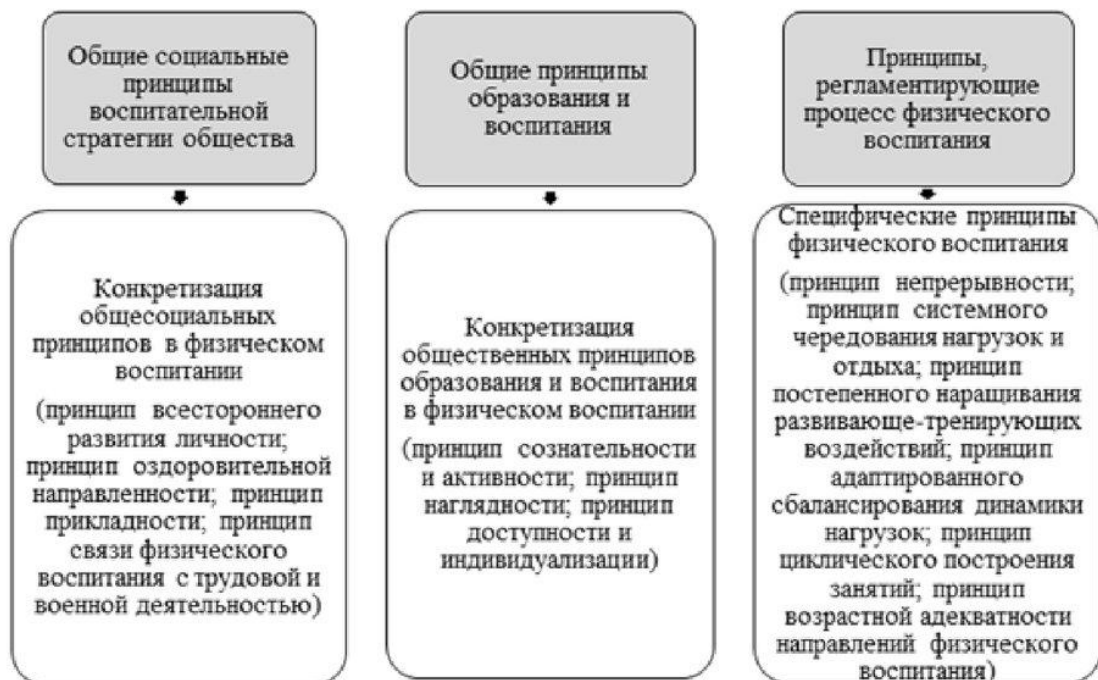 Общие социальные
принципы
воспитательной
стратегии общества
Конкретизация
общесоциальных
принципов в физическом
воспитании
(принцип всестороннего
развития личности;
принцип оздоровительной
направленности; принцип
прикладности; принцип
связи физического
воспитания с трудовой и
военной деятельностью)
Общие принципы
образования и
воспитания
Конкретизация
общественных принципов
образования и воспитания
в физическом воспитании
(принцип сознательности
и активности; принцип
наглядности; принцип
доступности и
индивидуализации)
Принципы,
регламентирующие
процесс физического
воспитания
Специфические принципы
физического воспитания
(принцип непрерывности;
принцип системного
чередования нагрузок и
отдыха; принцип
постепенного наращивания
развивающе-тренирующих
воздействий; принцип
адаптированного
сбалансирования динамики
нагрузок; принцип
циклического построения
занятий; принцип
возрастной адекватности
направлений физического
воспитания)